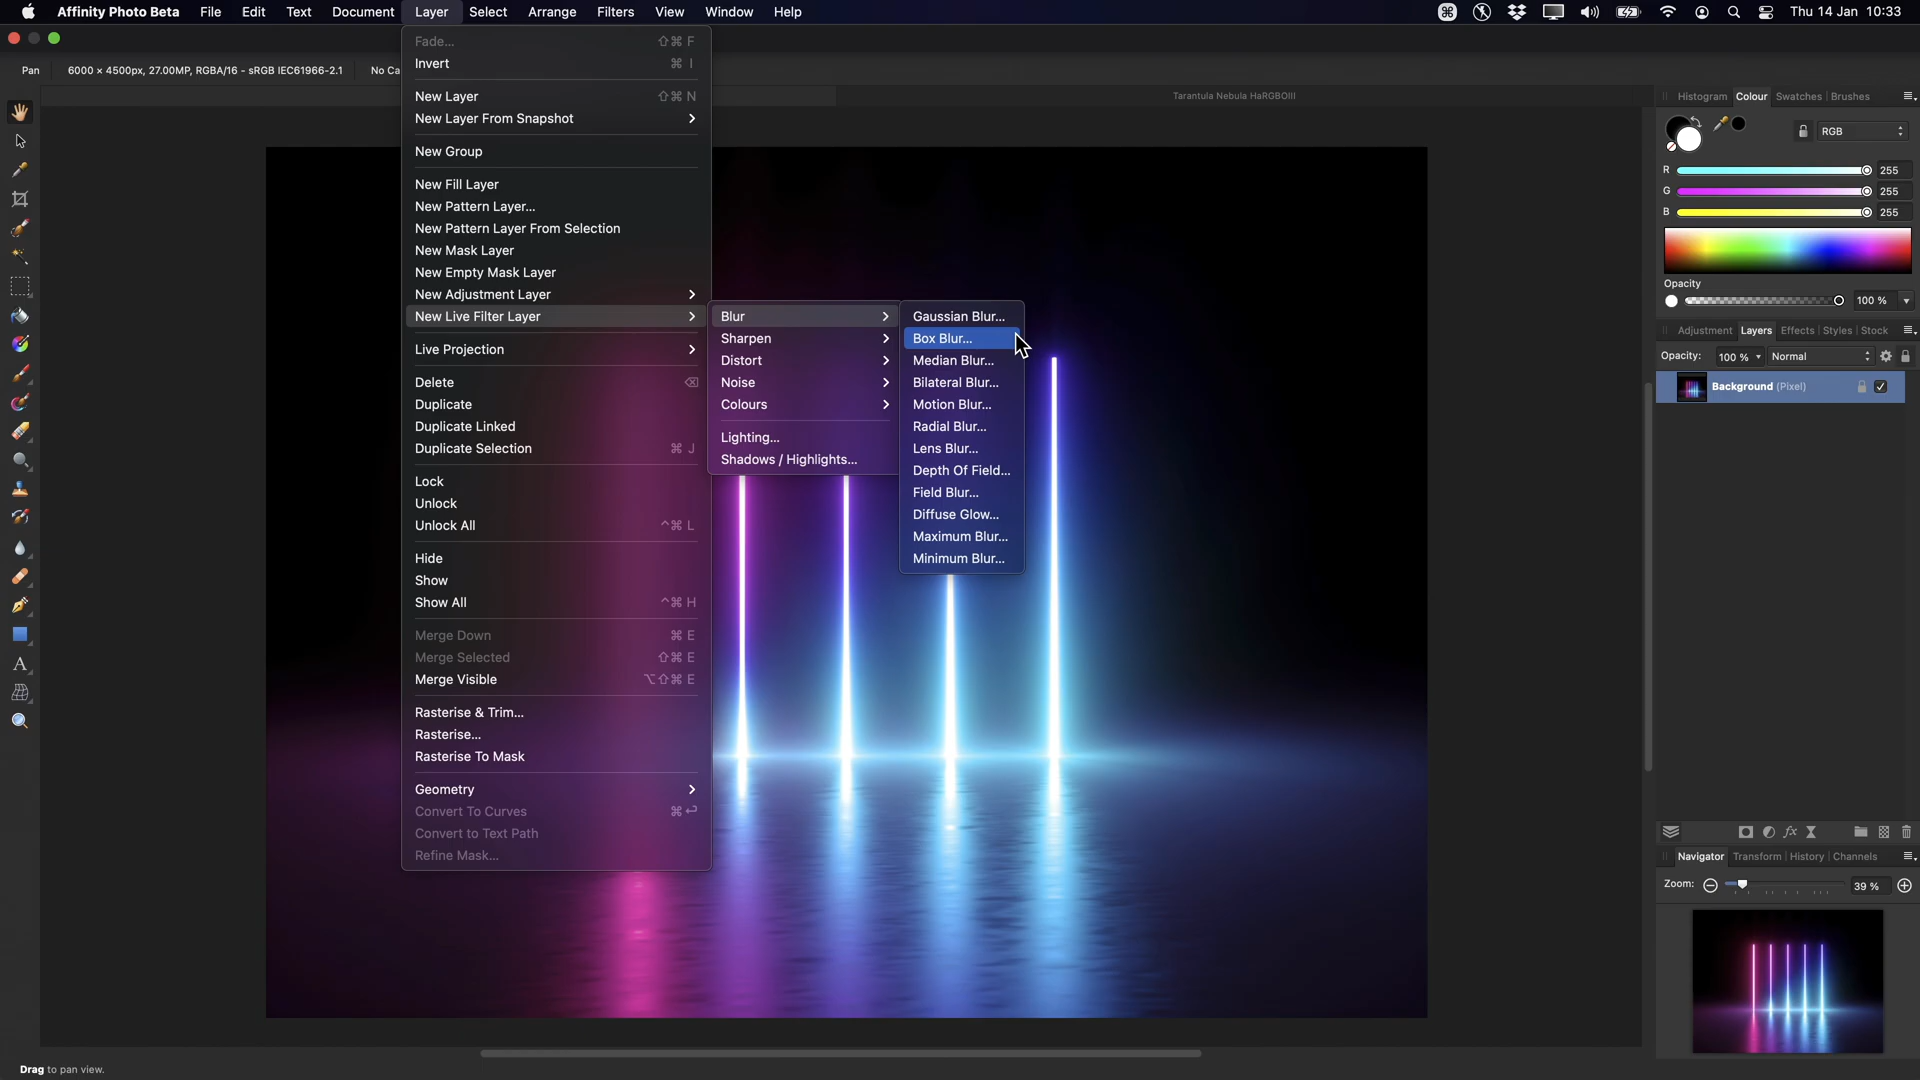 Affinity Photo Beta File Edit Text Document Layer Select Arrange Filters View Window Help Thu 14 Jan 10:33
Pan 6000 × 4500px, 27.00MP, RGBA/16 - sRGB IEC61966-2.1 No Ca
Tarantula Nebula HaRGBOIII
Fade... ⇧⌘ F
Invert ⌘ I
New Layer ⇧⌘ N
New Layer From Snapshot
New Group
New Fill Layer
New Pattern Layer...
New Pattern Layer From Selection
New Mask Layer
New Empty Mask Layer
New Adjustment Layer
New Live Filter Layer
Live Projection
Delete ⌫
Duplicate
Duplicate Linked
Duplicate Selection ⌘ J
Lock
Unlock
Unlock All ^⌘ L
Hide
Show
Show All ^⌘ H
Merge Down ⌘ E
Merge Selected ⇧⌘ E
Merge Visible ⌥⇧⌘ E
Rasterise & Trim...
Rasterise...
Rasterise To Mask
Geometry
Convert To Curves ⌘↩
Convert to Text Path
Refine Mask...
Blur
Sharpen
Distort
Noise
Colours
Lighting...
Shadows / Highlights...
Gaussian Blur...
Box Blur...
Median Blur...
Bilateral Blur...
Motion Blur...
Radial Blur...
Lens Blur...
Depth Of Field...
Field Blur...
Diffuse Glow...
Maximum Blur...
Minimum Blur...
Histogram Colour Swatches Brushes
RGB
R 255
G 255
B 255
Opacity
100 %
Adjustment Layers Effects Styles Stock
Opacity: 100 % Normal
Background (Pixel)
fx
Navigator Transform History Channels
Zoom: 39 %
A
Drag to pan view.